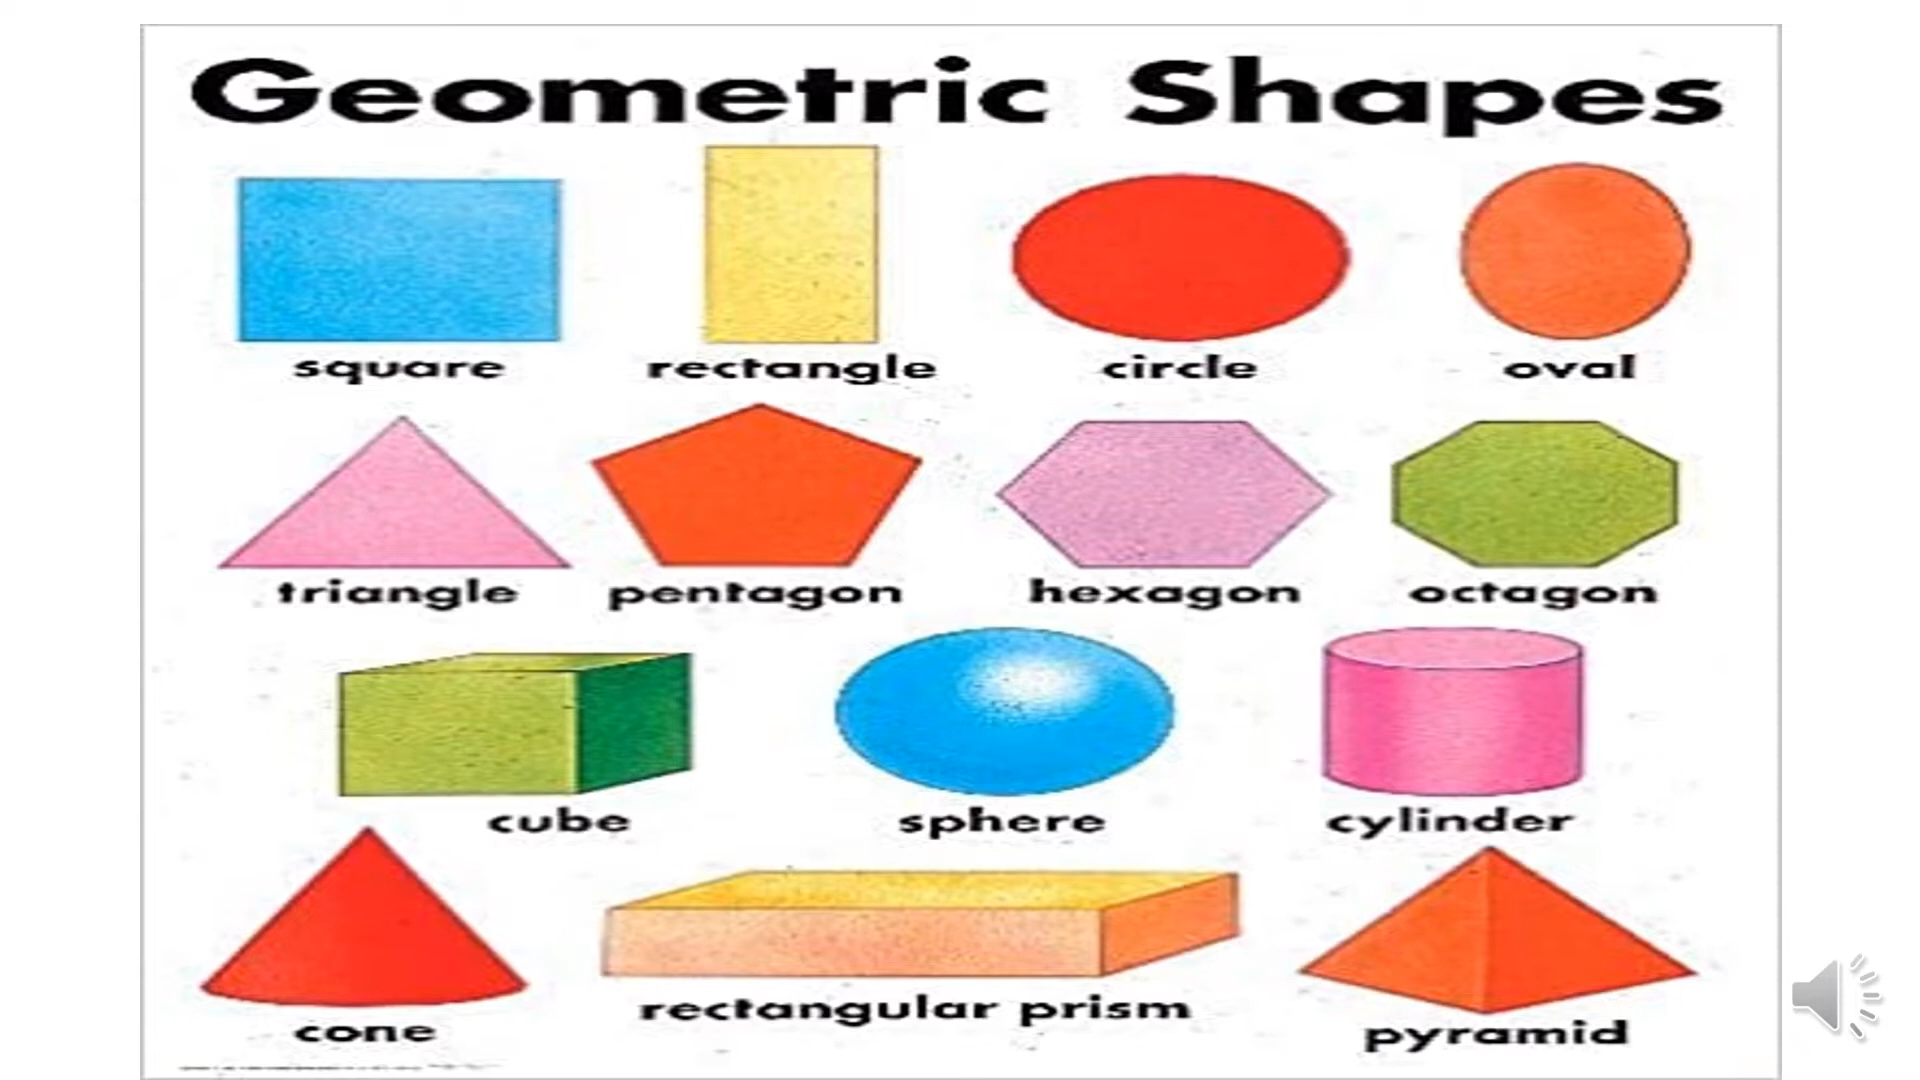 Geometric Shapes
square rectangle circle oval
triangle pentagon hexagon octagon
cube sphere cylinder
cone rectangular prism pyramid